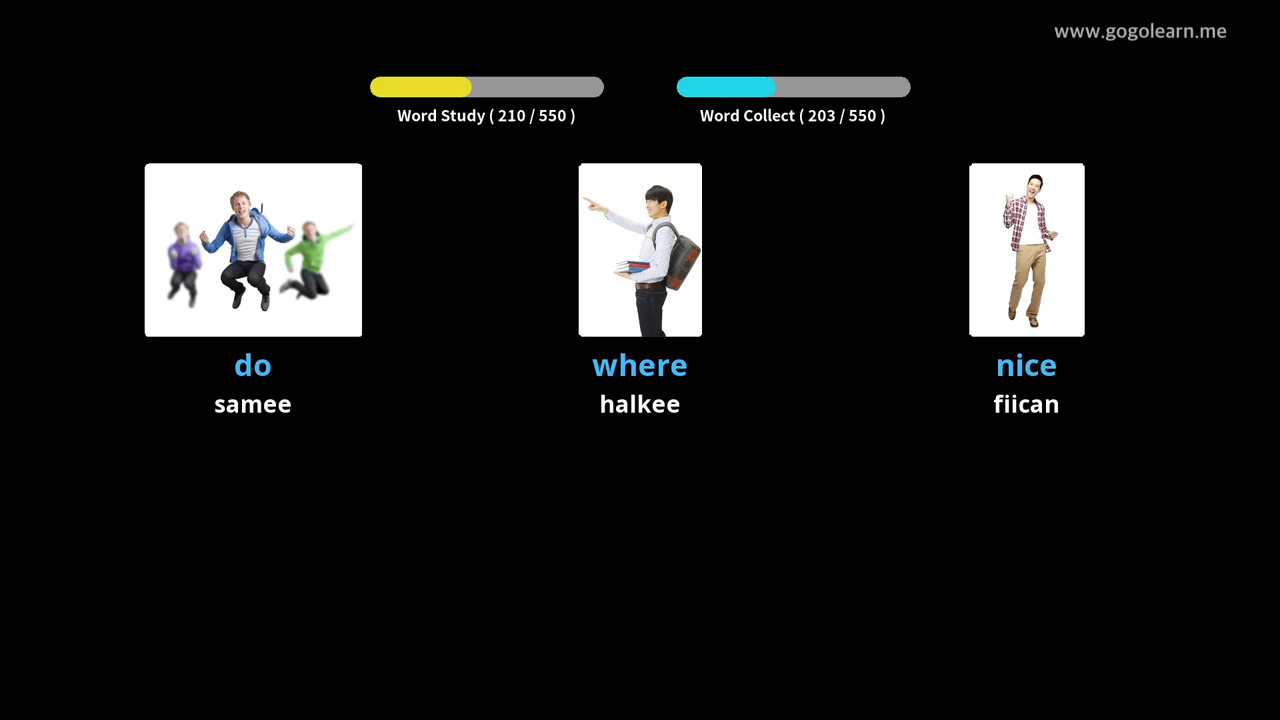 www.gogolearn.me
Word Study ( 210 / 550 )
Word Collect ( 203 / 550 )
do
where
nice
samee
halkee
fiican